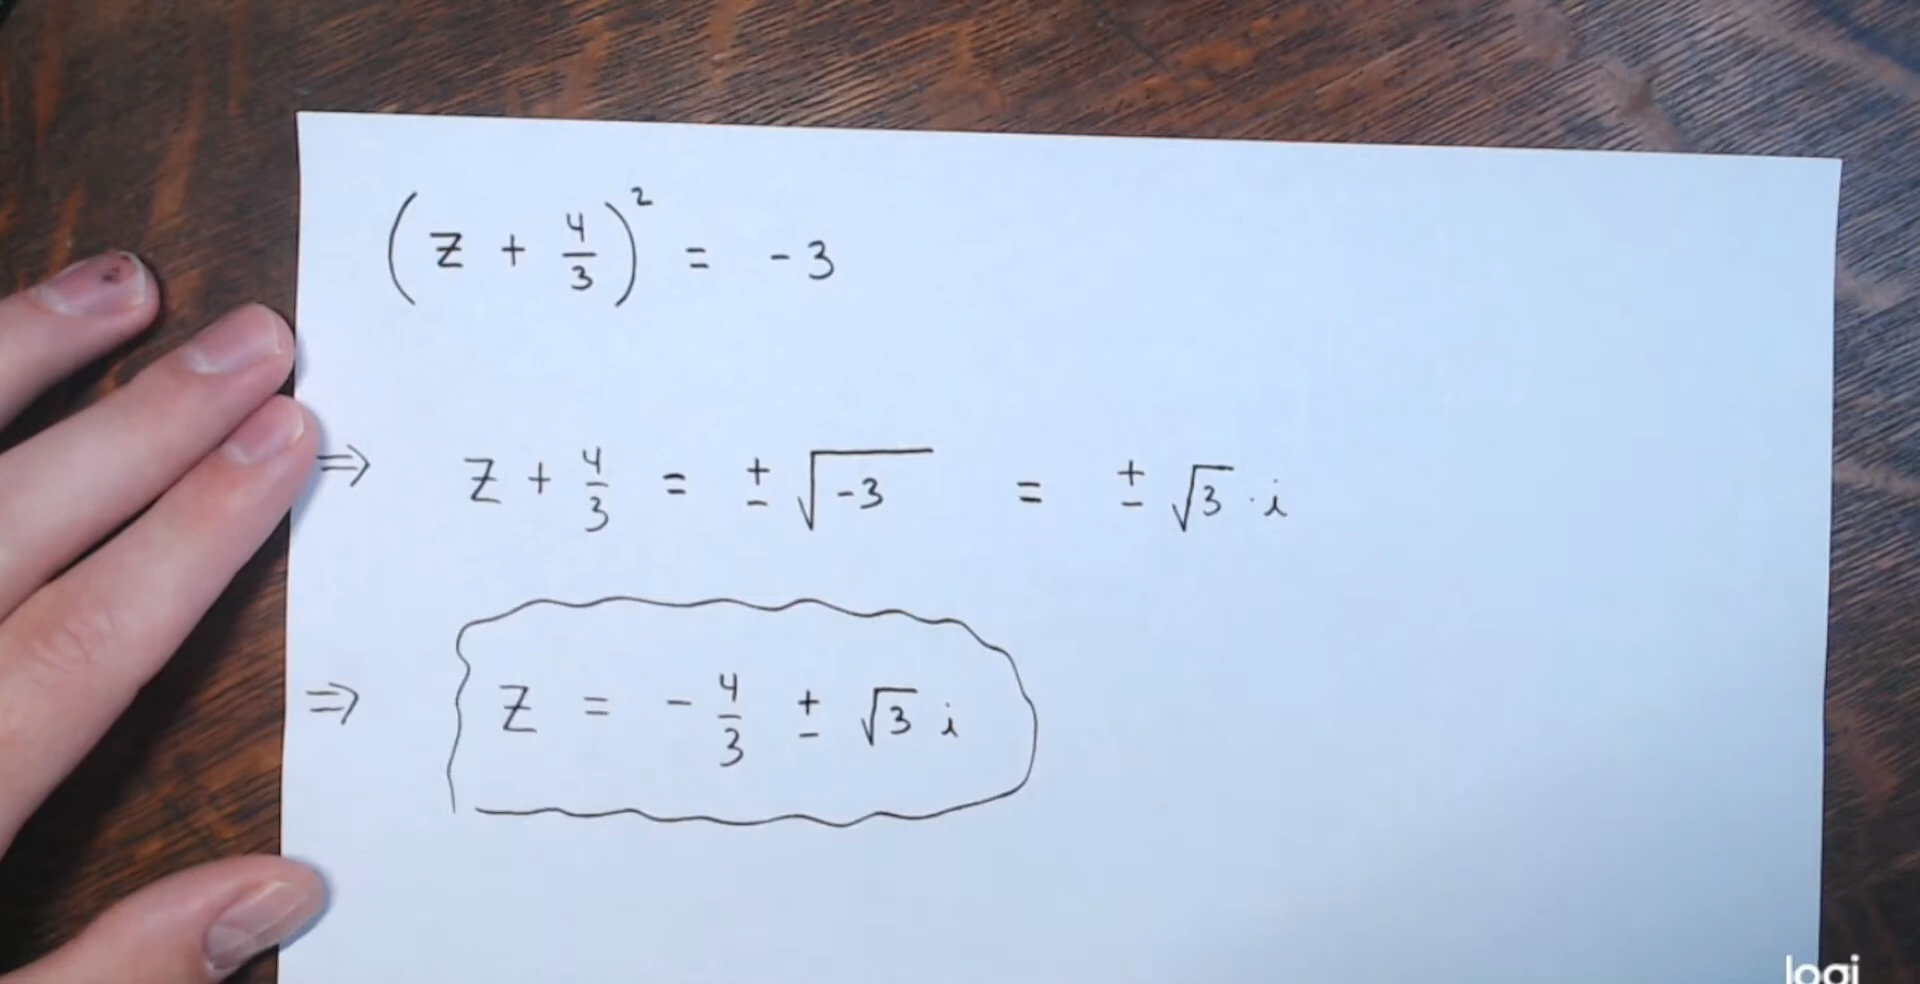 (z + 4/3)² = -3
⇒ z + 4/3 = ± √-3 = ± √3 · i
⇒ z = - 4/3 ± √3 i
logi